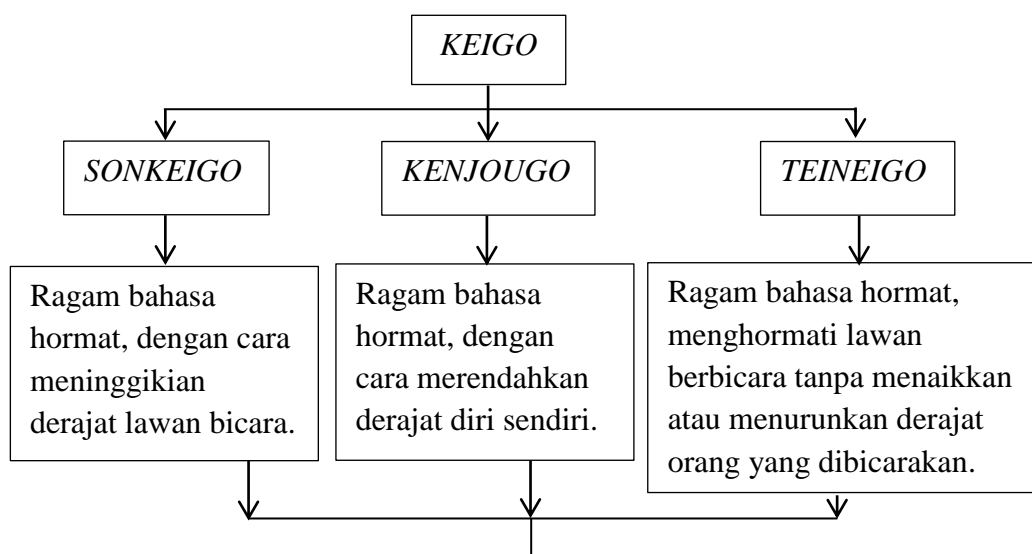 KEIGO
SONKEIGO
KENJOUGO
TEINEIGO
Ragam bahasa
hormat, dengan cara
meninggikian
derajat lawan bicara.
Ragam bahasa
hormat, dengan
cara merendahkan
derajat diri sendiri.
Ragam bahasa hormat,
menghormati lawan
berbicara tanpa menaikkan
atau menurunkan derajat
orang yang dibicarakan.